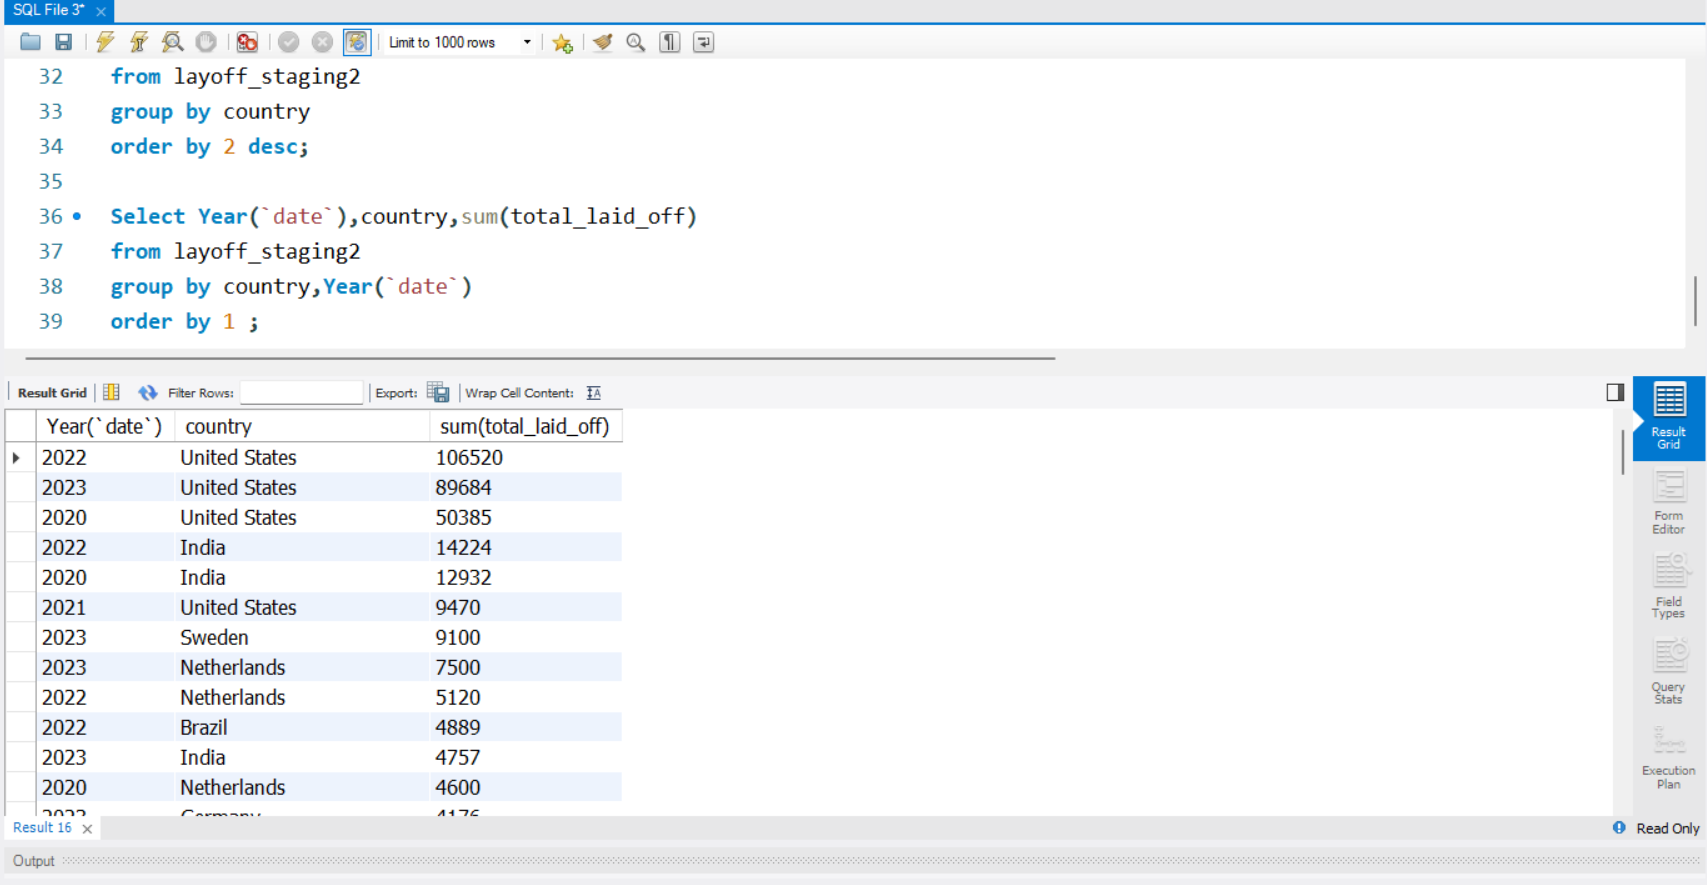 SQL File 3*
Limit to 1000 rows
32 from layoff_staging2
33 group by country
34 order by 2 desc;
35
36 Select Year(`date`),country,sum(total_laid_off)
37 from layoff_staging2
38 group by country,Year(`date`)
39 order by 1 ;
Result Grid Filter Rows: Export: Wrap Cell Content:
Year(`date`) country sum(total_laid_off)
2022 United States 106520
2023 United States 89684
2020 United States 50385
2022 India 14224
2020 India 12932
2021 United States 9470
2023 Sweden 9100
2023 Netherlands 7500
2022 Netherlands 5120
2022 Brazil 4889
2023 India 4757
2020 Netherlands 4600
Germany 4176
Result
Grid
Form
Editor
Field
Types
Query
Stats
Execution
Plan
Result 16
Read Only
Output